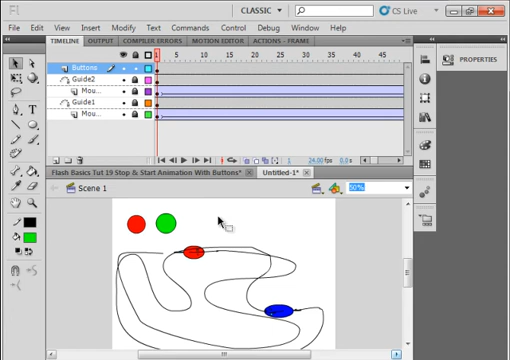 Fl
CLASSIC
CS Live
File Edit View Insert Modify Text Commands Control Debug Window Help
TIMELINE OUTPUT COMPILER ERRORS MOTION EDITOR ACTIONS - FRAME
PROPERTIES
1 5 10 15 20 25 30 35 40 45
Buttons
Guide2
Mou...
Guide1
Mou...
1 24.00 fps 0.0 s
Flash Basics Tut 19 Stop & Start Animation With Buttons* Untitled-1*
Scene 1 50%